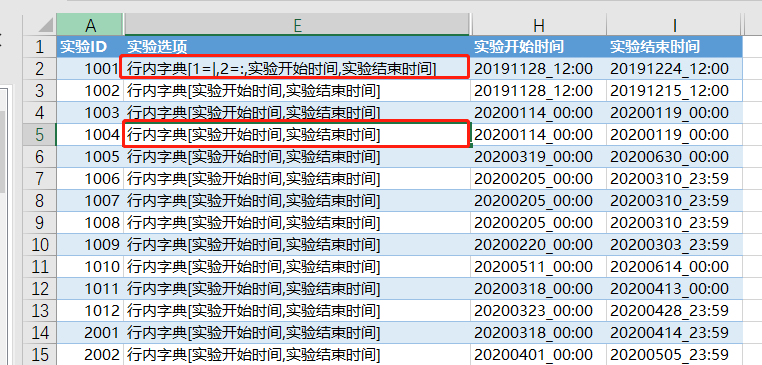 A E H I
1 实验ID 实验选项 实验开始时间 实验结束时间
2 1001 行内字典[1=|,2=:,实验开始时间,实验结束时间] 20191128_12:00 20191224_12:00
3 1002 行内字典[实验开始时间,实验结束时间] 20191128_12:00 20191215_12:00
4 1003 行内字典[实验开始时间,实验结束时间] 20200114_00:00 20200119_00:00
5 1004 行内字典[实验开始时间,实验结束时间] 20200114_00:00 20200119_00:00
6 1005 行内字典[实验开始时间,实验结束时间] 20200319_00:00 20200630_00:00
7 1006 行内字典[实验开始时间,实验结束时间] 20200205_00:00 20200310_23:59
8 1007 行内字典[实验开始时间,实验结束时间] 20200205_00:00 20200310_23:59
9 1008 行内字典[实验开始时间,实验结束时间] 20200205_00:00 20200310_23:59
10 1009 行内字典[实验开始时间,实验结束时间] 20200220_00:00 20200303_23:59
11 1010 行内字典[实验开始时间,实验结束时间] 20200511_00:00 20200614_00:00
12 1011 行内字典[实验开始时间,实验结束时间] 20200318_00:00 20200413_00:00
13 1012 行内字典[实验开始时间,实验结束时间] 20200323_00:00 20200428_23:59
14 2001 行内字典[实验开始时间,实验结束时间] 20200318_00:00 20200414_23:59
15 2002 行内字典[实验开始时间,实验结束时间] 20200401_00:00 20200505_23:59